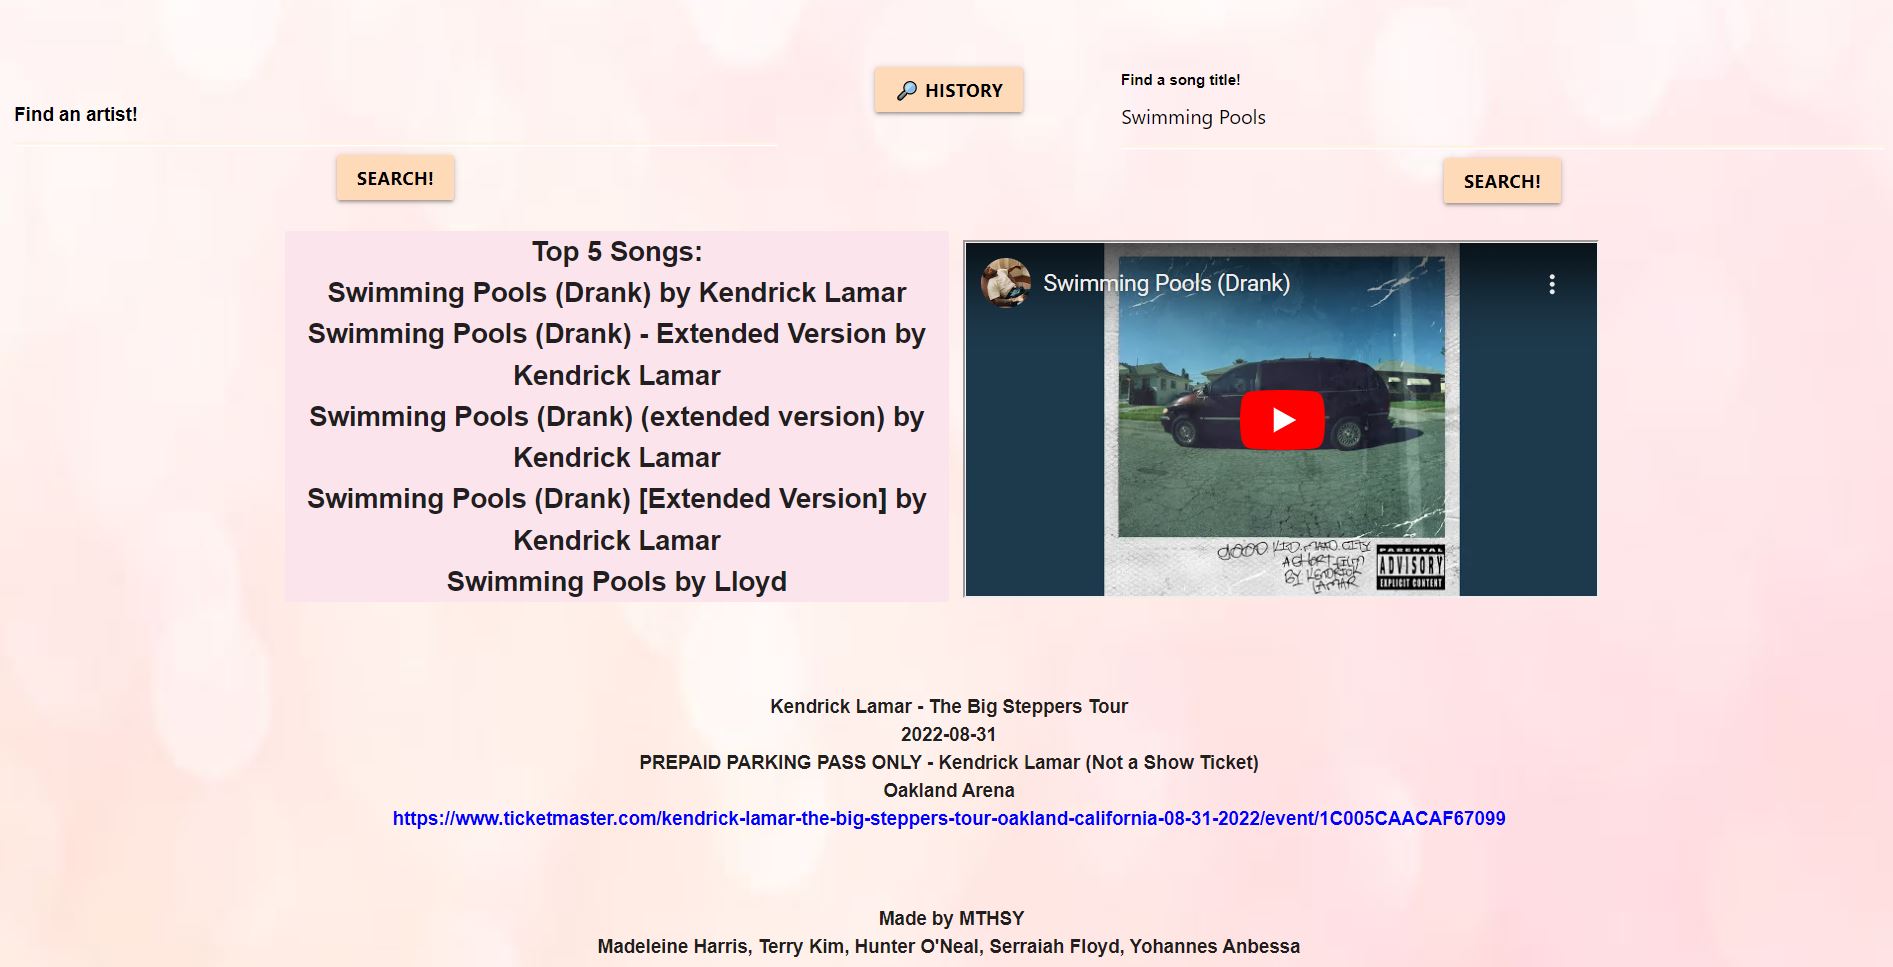 Find an artist!
SEARCH!
🔎 HISTORY
Find a song title!
Swimming Pools
SEARCH!
Top 5 Songs:
Swimming Pools (Drank) by Kendrick Lamar
Swimming Pools (Drank) - Extended Version by
Kendrick Lamar
Swimming Pools (Drank) (extended version) by
Kendrick Lamar
Swimming Pools (Drank) [Extended Version] by
Kendrick Lamar
Swimming Pools by Lloyd
Swimming Pools (Drank)
good kid, m.A.A.d city
A SHORT FILM
BY KENDRICK
LAMAR
PARENTAL
ADVISORY
EXPLICIT CONTENT
Kendrick Lamar - The Big Steppers Tour
2022-08-31
PREPAID PARKING PASS ONLY - Kendrick Lamar (Not a Show Ticket)
Oakland Arena
https://www.ticketmaster.com/kendrick-lamar-the-big-steppers-tour-oakland-california-08-31-2022/event/1C005CAACAF67099
Made by MTHSY
Madeleine Harris, Terry Kim, Hunter O'Neal, Serraiah Floyd, Yohannes Anbessa